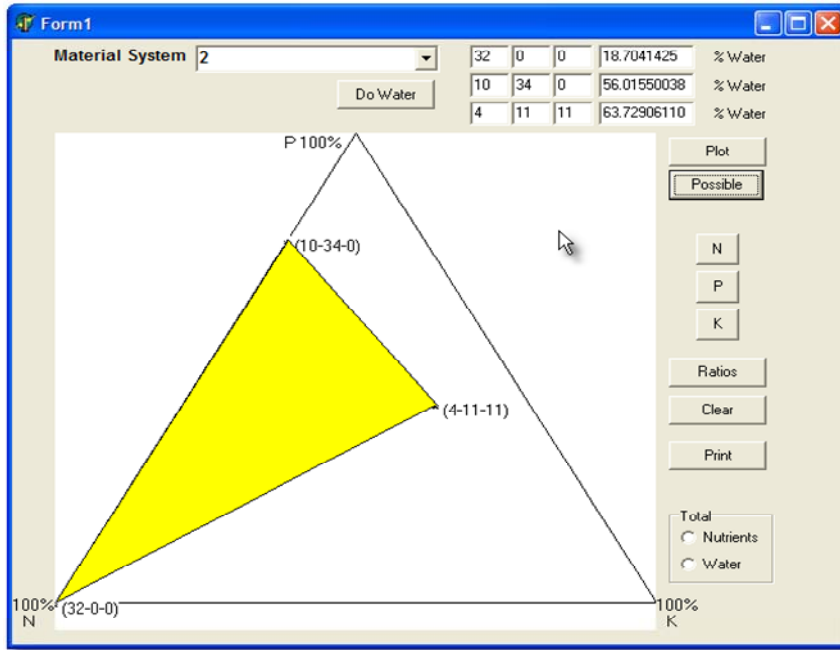 Form1
Material System 2
32 0 0 18.7041425 % Water
Do Water
10 34 0 56.01550038 % Water
4 11 11 63.72906110 % Water
P 100%
Plot
Possible
(10-34-0)
N
P
K
Ratios
(4-11-11)
Clear
Print
Total
Nutrients
Water
100% N
(32-0-0)
100% K